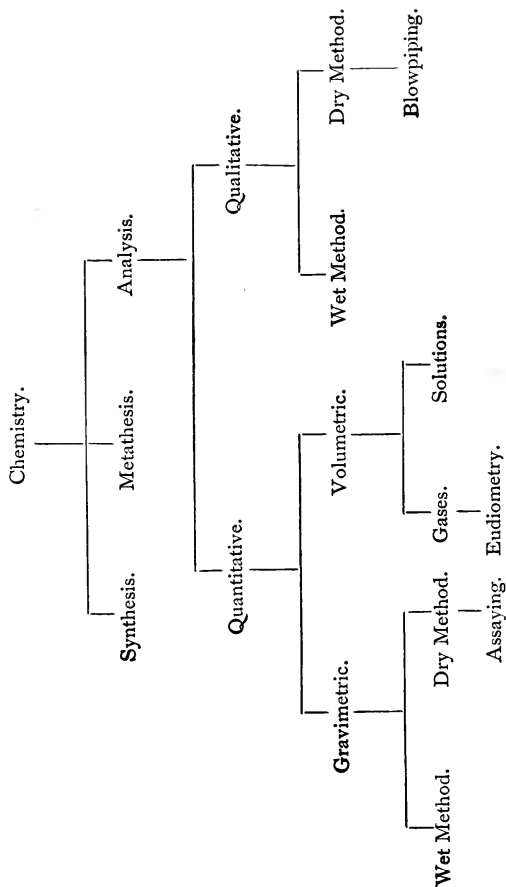 Chemistry.
Synthesis. Metathesis. Analysis.
Quantitative. Qualitative.
Gravimetric. Volumetric. Wet Method. Dry Method.
Wet Method. Dry Method. Gases. Solutions. Blowpiping.
Assaying. Eudiometry.